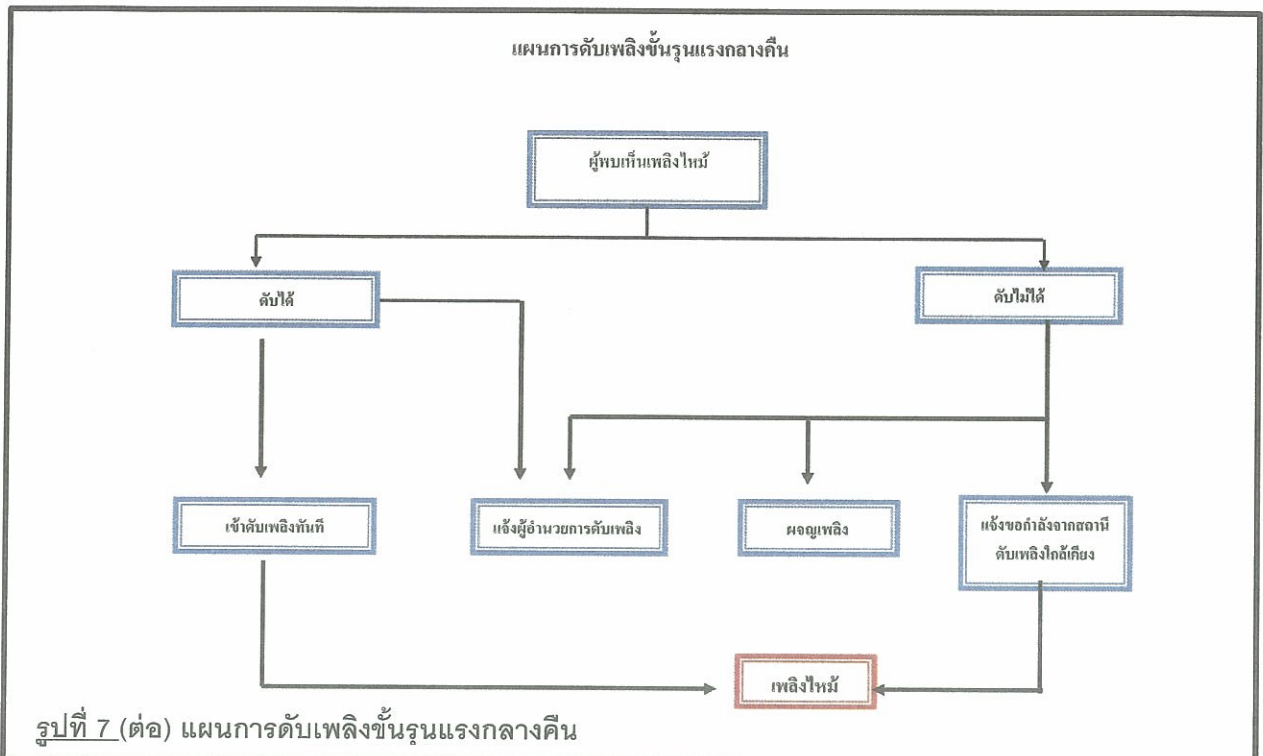 แผนการดับเพลิงขั้นรุนแรงกลางคืน
ผู้พบเห็นเพลิงไหม้
ดับได้
ดับไม่ได้
เข้าดับเพลิงทันที
แจ้งผู้อำนวยการดับเพลิง
ผจญเพลิง
แจ้งขอกำลังจากสถานี
ดับเพลิงใกล้เคียง
เพลิงไหม้
รูปที่ 7 (ต่อ) แผนการดับเพลิงขั้นรุนแรงกลางคืน